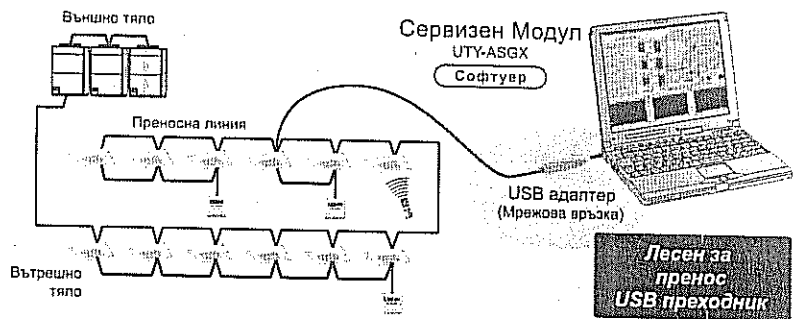 Външно тяло
Сервизен Модул
UTY-ASGX
Софтуер
Преносна линия
USB адаптер
(Мрежова връзка)
Вътрешно
тяло
Лесен за
пренос
USB преходник